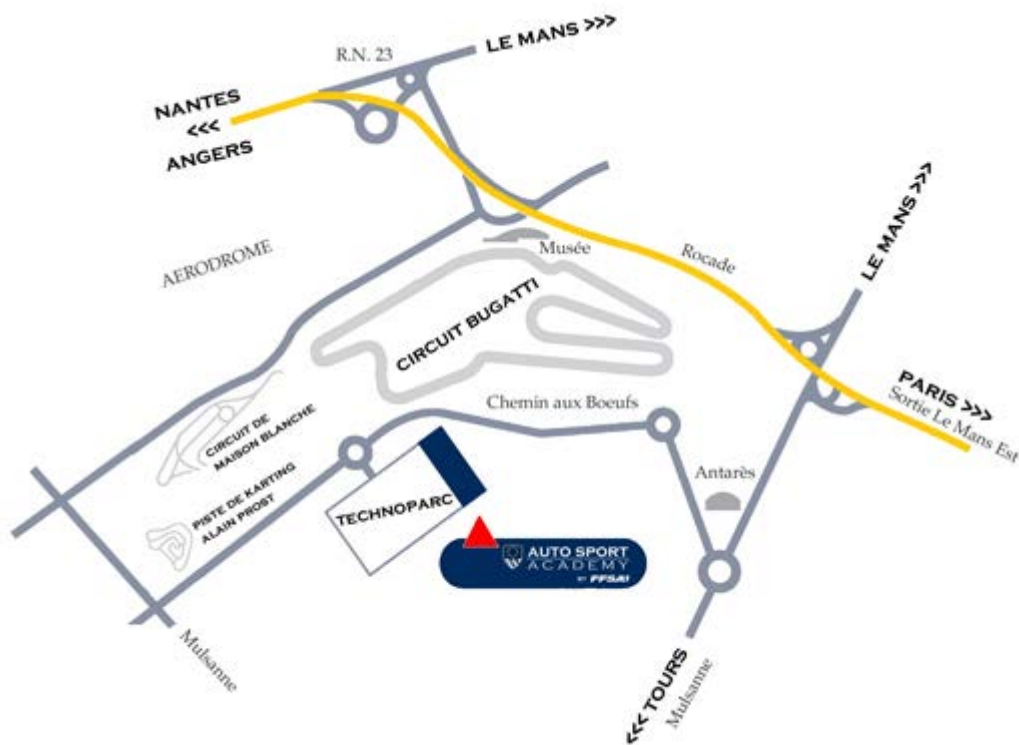 LE MANS >>>
R.N. 23
NANTES
<<<
ANGERS
LE MANS >>>
AERODROME
Musée
Rocade
CIRCUIT BUGATTI
PARIS >>>
Sortie Le Mans Est
Chemin aux Boeufs
CIRCUIT DE
MAISON BLANCHE
Antarès
PISTE DE KARTING
ALAIN PROST
TECHNOPARC
AUTO SPORT
ACADEMY
BY FFSA
Mulsanne
<<< TOURS
Mulsanne